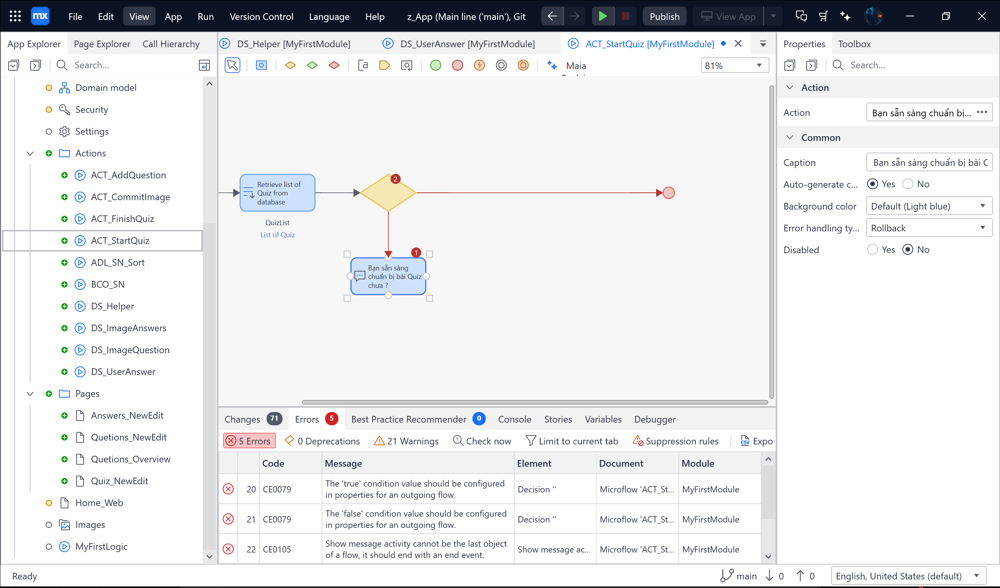 mx File Edit View App Run Version Control Language Help z_App (Main line ('main'), Git Publish View App
App Explorer Page Explorer Call Hierarchy
Search...
Domain model
Security
Settings
Actions
ACT_AddQuestion
ACT_CommitImage
ACT_FinishQuiz
ACT_StartQuiz
ADL_SN_Sort
BCO_SN
DS_Helper
DS_ImageAnswers
DS_ImageQuestion
DS_UserAnswer
Pages
Answers_NewEdit
Quetions_NewEdit
Quetions_Overview
Quiz_NewEdit
Home_Web
Images
MyFirstLogic
DS_Helper [MyFirstModule] DS_UserAnswer [MyFirstModule] ACT_StartQuiz [MyFirstModule]
Maia
81%
Retrieve list of
Quiz from
database
QuizList
List of Quiz
2
1
Bạn sẵn sàng
chuẩn bị bài Quiz
chưa ?
Changes 71 Errors 5 Best Practice Recommender 0 Console Stories Variables Debugger
5 Errors 0 Deprecations 21 Warnings Check now Limit to current tab Suppression rules CSV Expor
Code Message Element Document Module
20 CE0079 The 'true' condition value should be configured
in properties for an outgoing flow. Decision '' Microflow 'ACT_St... MyFirstModule
21 CE0079 The 'false' condition value should be configured
in properties for an outgoing flow. Decision '' Microflow 'ACT_St... MyFirstModule
22 CE0105 Show message activity cannot be the last object
of a flow, it should end with an end event. Show message ac... Microflow 'ACT_St... MyFirstModule
Properties Toolbox
Search...
Action
Action Bạn sẵn sàng chuẩn bị...
Common
Caption Bạn sẵn sàng chuẩn bị bài
Auto-generate c... Yes No
Background color Default (Light blue)
Error handling ty... Rollback
Disabled Yes No
Ready main 0 0 English, United States (default)